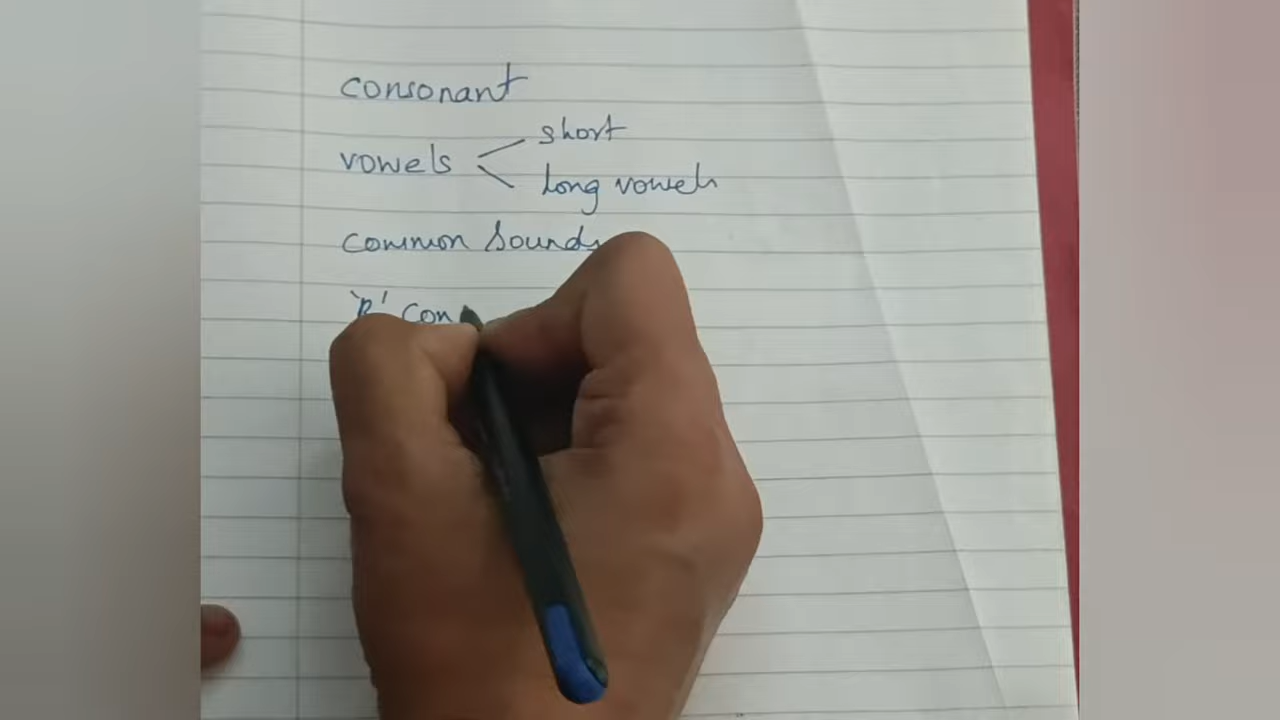 consonant
vowels < short
long vowels
common sounds
'R' con